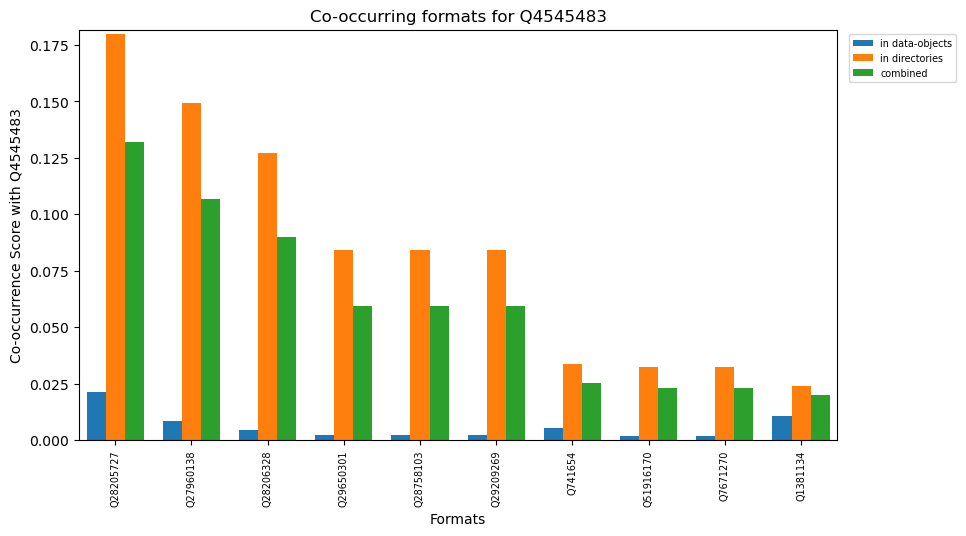 Co-occurring formats for Q4545483
in data-objects
in directories
combined
Co-occurrence Score with Q4545483
0.175
0.150
0.125
0.100
0.075
0.050
0.025
0.000
Q28205727
Q27960138
Q28206328
Q29650301
Q28758103
Q29209269
Q741654
Q51916170
Q7671270
Q1381134
Formats